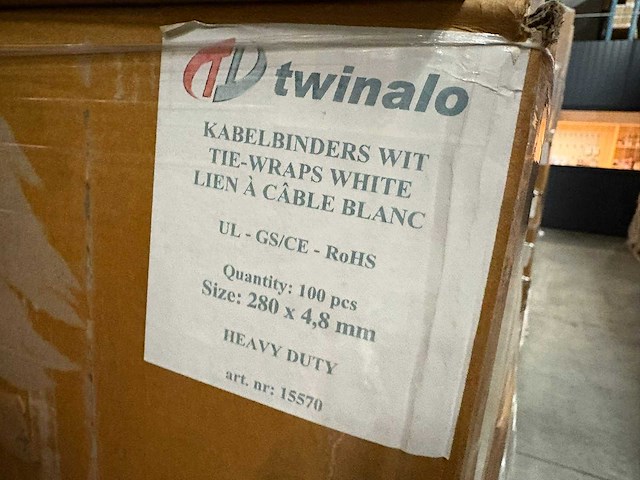 TD twinalo
KABELBINDERS WIT
TIE-WRAPS WHITE
LIEN À CÂBLE BLANC
UL - GS/CE - RoHS
Quantity: 100 pcs
Size: 280 x 4,8 mm
HEAVY DUTY
art. nr: 15570